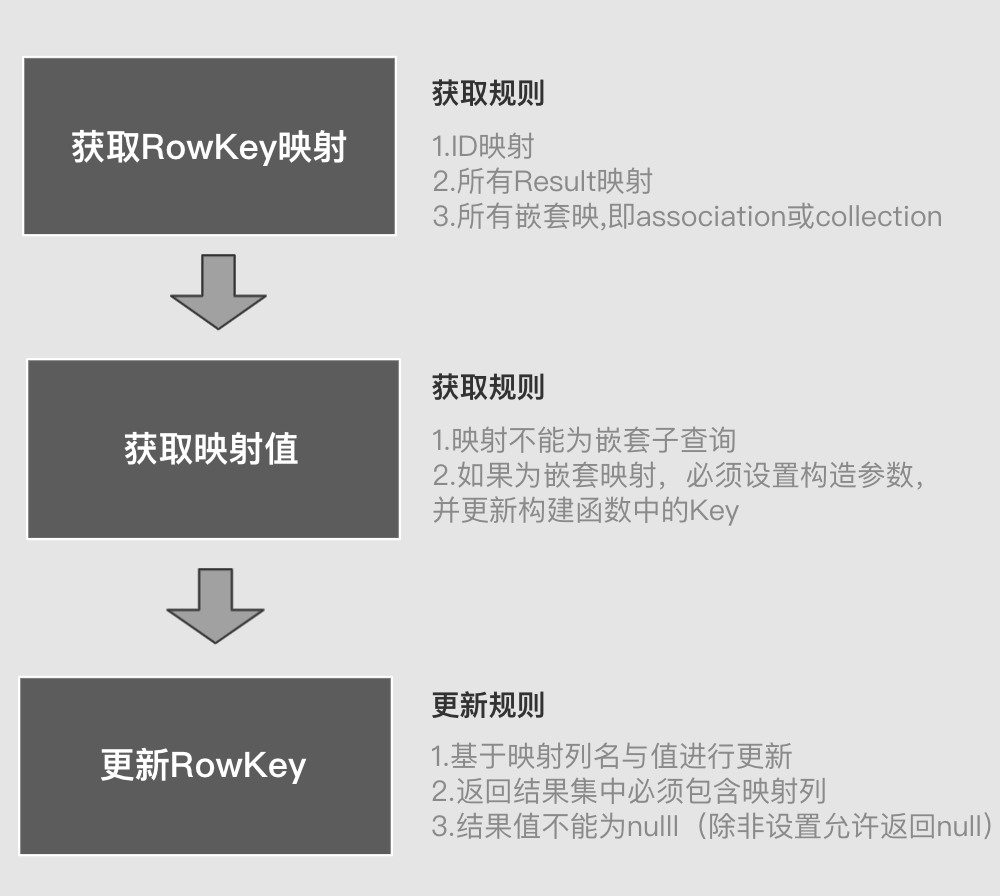 获取RowKey映射
获取规则
1.ID映射
2.所有Result映射
3.所有嵌套映,即association或collection
获取映射值
获取规则
1.映射不能为嵌套子查询
2.如果为嵌套映射，必须设置构造参数，
并更新构建函数中的Key
更新RowKey
更新规则
1.基于映射列名与值进行更新
2.返回结果集中必须包含映射列
3.结果值不能为nulll（除非设置允许返回null）